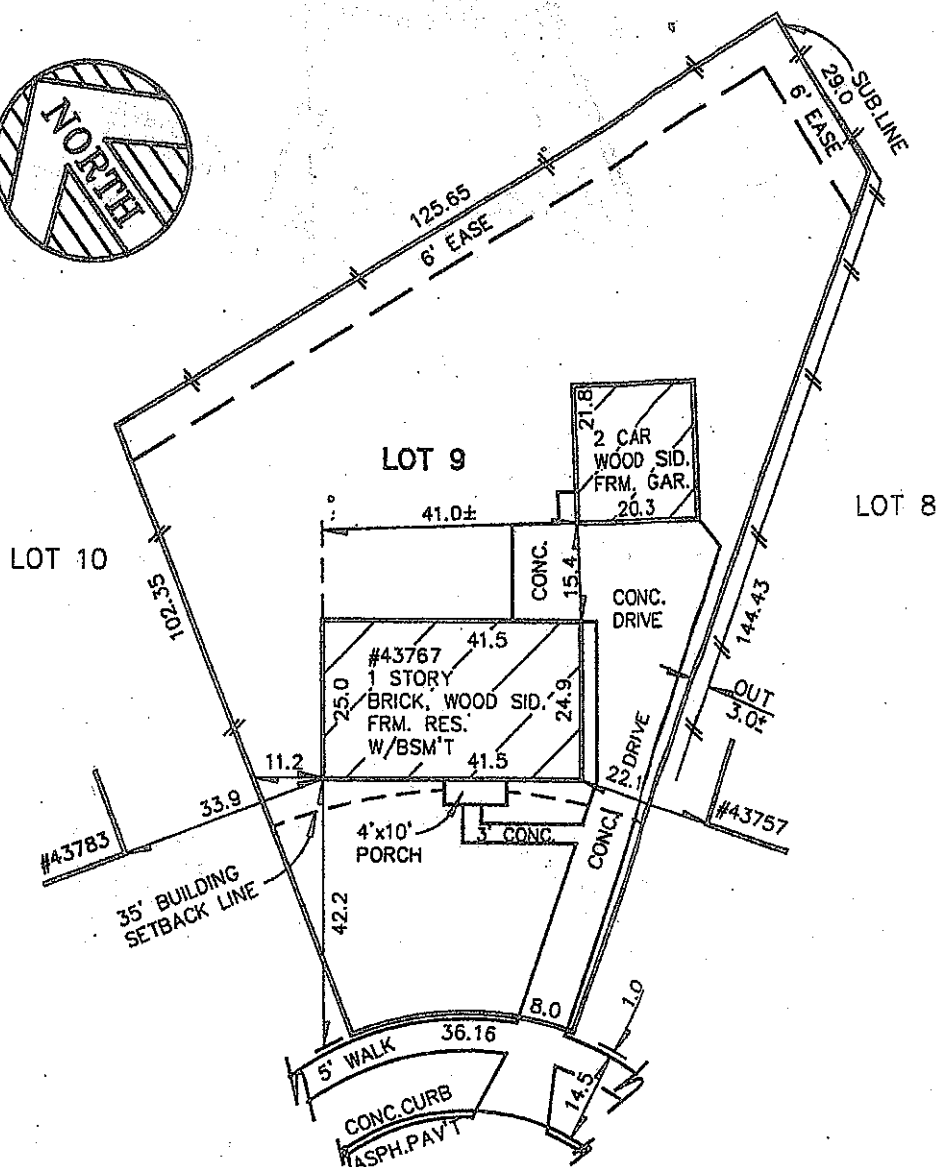 NORTH
SUB.LINE
29.0
6' EASE
125.65
6' EASE
LOT 9
21.8
2 CAR
WOOD SID.
FRM. GAR.
20.3
LOT 8
41.0±
LOT 10
CONC.
15.4
CONC.
DRIVE
102.35
144.43
41.5
#43767
1 STORY
BRICK, WOOD SID.
FRM. RES.
W/BSM'T
25.0
24.9
41.5
OUT
3.0±
DRIVE
11.2
22.1
33.9
#43783
#43757
4'x10'
PORCH
3' CONC.
CONC.
35' BUILDING
SETBACK LINE
42.2
8.0
1.0
36.16
5' WALK
14.5
CONC.CURB
ASPH.PAV'T